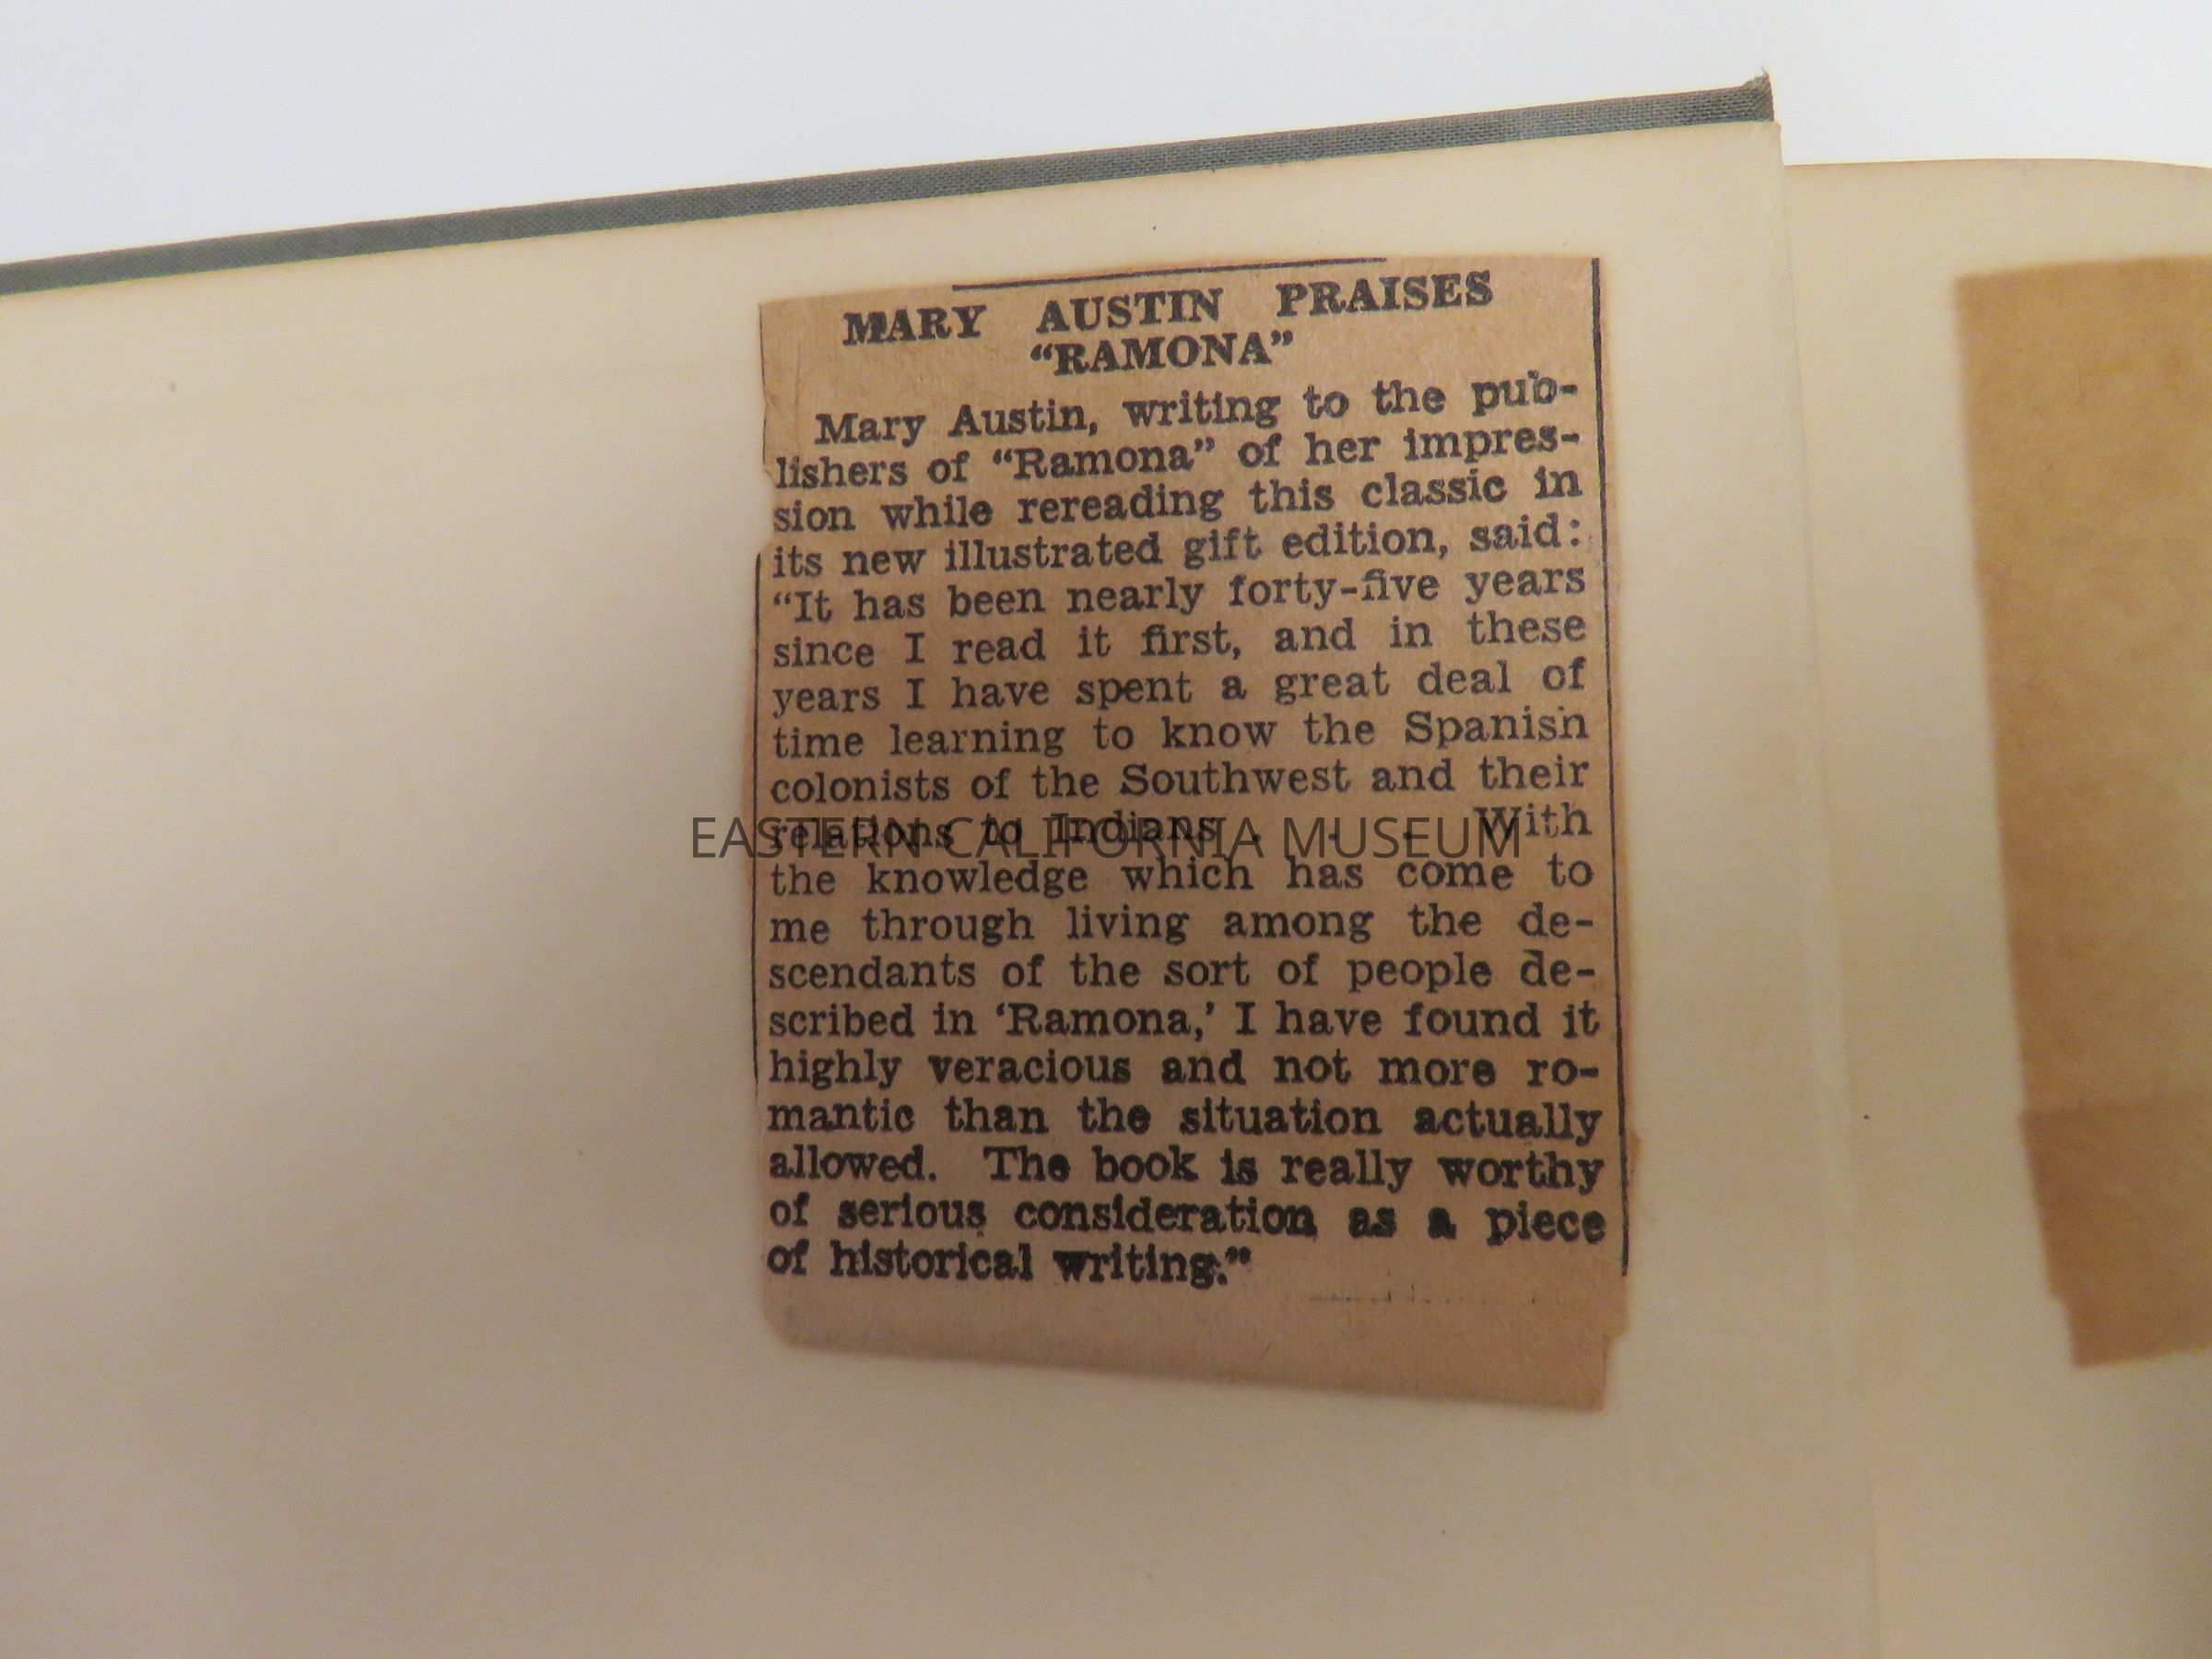 MARY AUSTIN PRAISES
“RAMONA”
Mary Austin, writing to the pub-
lishers of “Ramona” of her impres-
sion while rereading this classic in
its new illustrated gift edition, said:
“It has been nearly forty-five years
since I read it first, and in these
years I have spent a great deal of
time learning to know the Spanish
colonists of the Southwest and their
relations to Indians . . . With
EASTERN CALIFORNIA MUSEUM
the knowledge which has come to
me through living among the de-
scendants of the sort of people de-
scribed in ‘Ramona,’ I have found it
highly veracious and not more ro-
mantic than the situation actually
allowed. The book is really worthy
of serious consideration as a piece
of historical writing.”